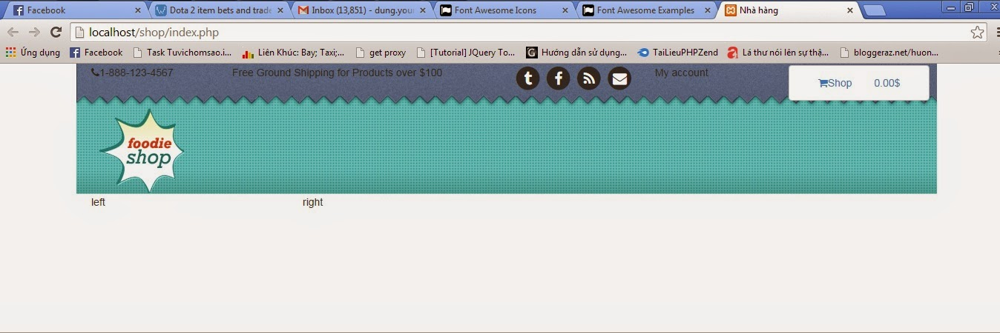 Facebook
Dota 2 item bets and trade
Inbox (13,851) - dung.your
Font Awesome Icons
Font Awesome Examples
Nhà hàng
localhost/shop/index.php
Ứng dụng
Facebook
Task Tuvichomsao.i...
Liên Khúc: Bay; Taxi;...
get proxy
[Tutorial] JQuery To...
Hướng dẫn sử dụng...
TaiLieuPHPZend
Lá thư nói lên sự thậ...
bloggeraz.net/huon...
1-888-123-4567
Free Ground Shipping for Products over $100
My account
Shop 0.00$
foodie
shop
left
right